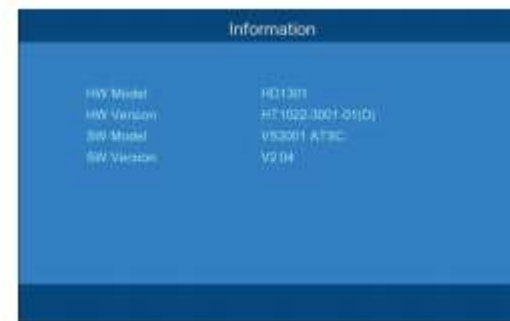 Information
HW Model HD1301
HW Version HT1022-3001-01(D)
SW Model VS3001 ATSC
SW Version V2.04